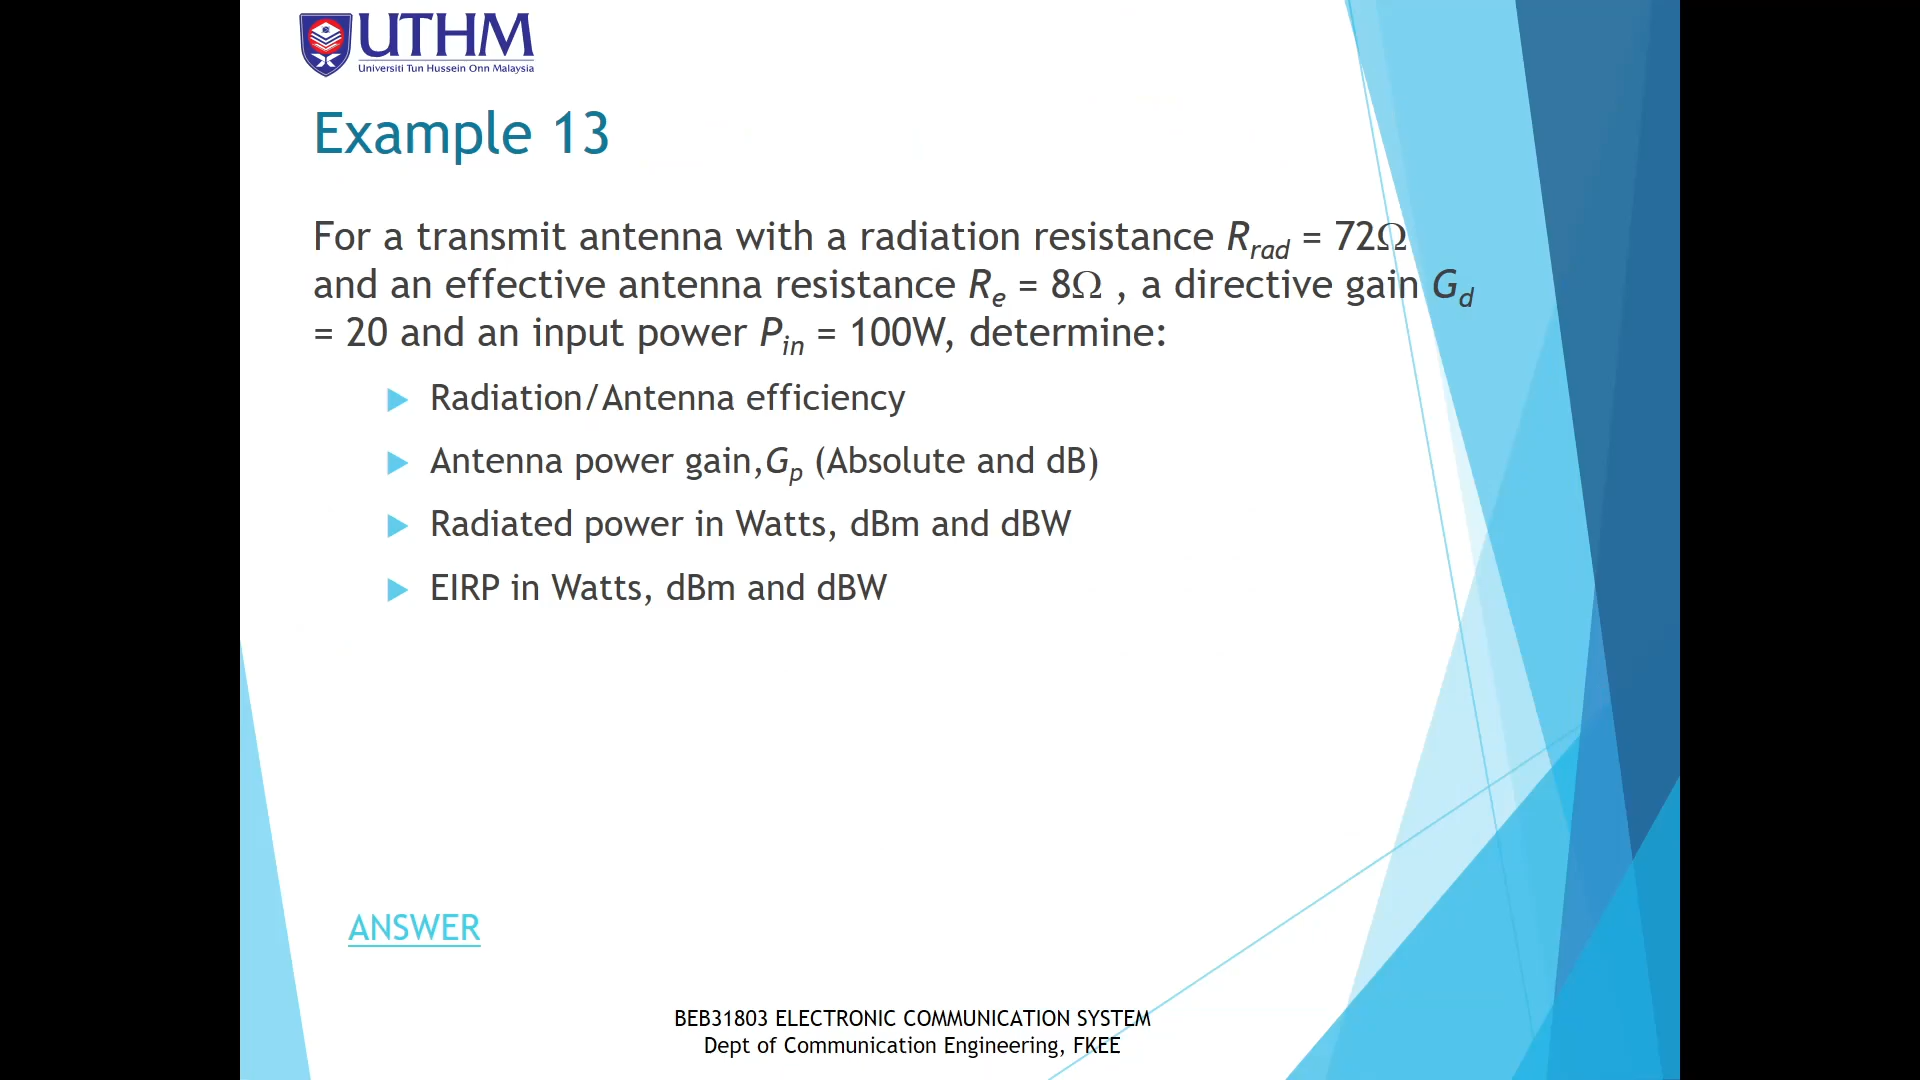 UTHM
Universiti Tun Hussein Onn Malaysia
Example 13
For a transmit antenna with a radiation resistance Rrad = 72Ω
and an effective antenna resistance Re = 8Ω , a directive gain Gd
= 20 and an input power Pin = 100W, determine:
Radiation/Antenna efficiency
Antenna power gain,Gp (Absolute and dB)
Radiated power in Watts, dBm and dBW
EIRP in Watts, dBm and dBW
ANSWER
BEB31803 ELECTRONIC COMMUNICATION SYSTEM
Dept of Communication Engineering, FKEE